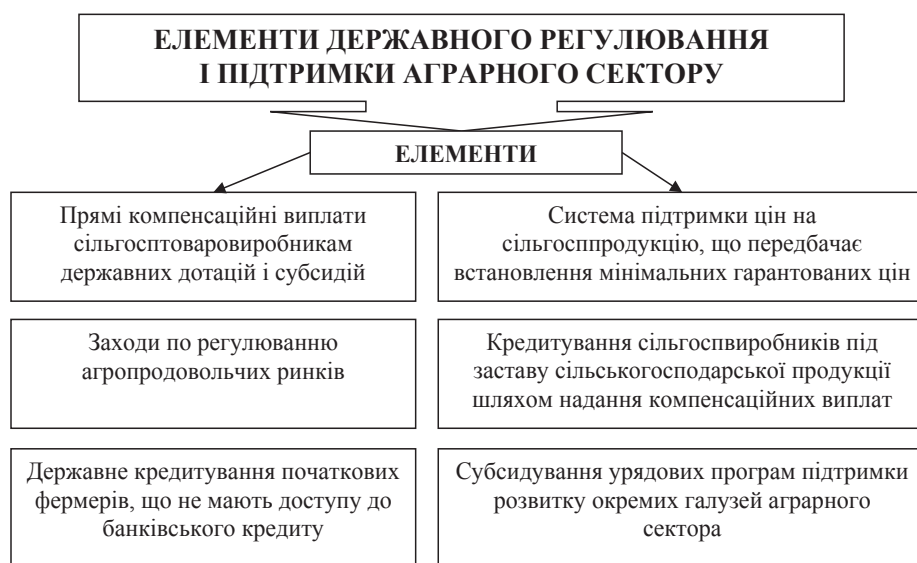 ЕЛЕМЕНТИ ДЕРЖАВНОГО РЕГУЛЮВАННЯ
І ПІДТРИМКИ АГРАРНОГО СЕКТОРУ
ЕЛЕМЕНТИ
Прямі компенсаційні виплати
сільгосптоваровиробникам
державних дотацій і субсидій
Система підтримки цін на
сільгосппродукцію, що передбачає
встановлення мінімальних гарантованих цін
Заходи по регулюванню
агропродовольчих ринків
Кредитування сільгоспвиробників під
заставу сільськогосподарської продукції
шляхом надання компенсаційних виплат
Державне кредитування початкових
фермерів, що не мають доступу до
банківського кредиту
Субсидування урядових програм підтримки
розвитку окремих галузей аграрного
сектора